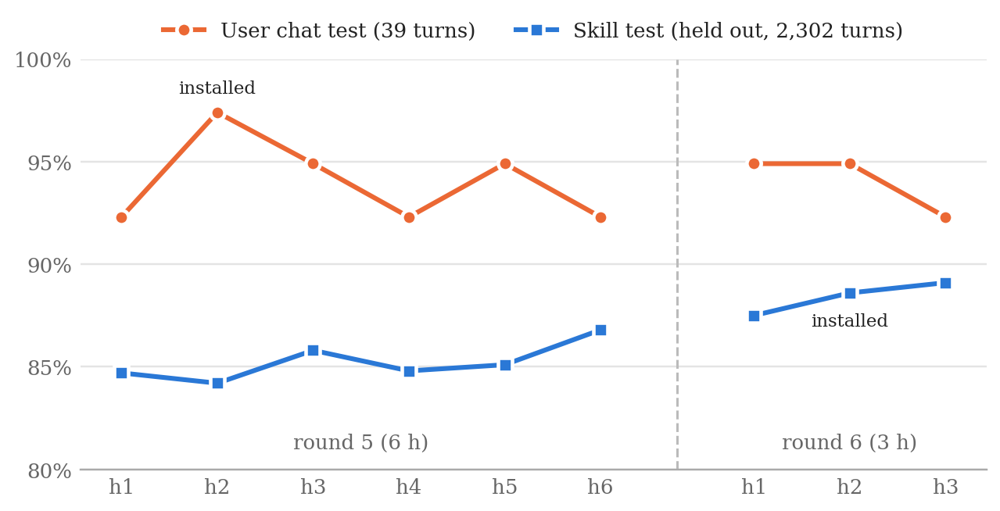 User chat test (39 turns) Skill test (held out, 2,302 turns)
100%
installed
95%
90%
installed
85%
round 5 (6 h) round 6 (3 h)
80%
h1 h2 h3 h4 h5 h6 h1 h2 h3